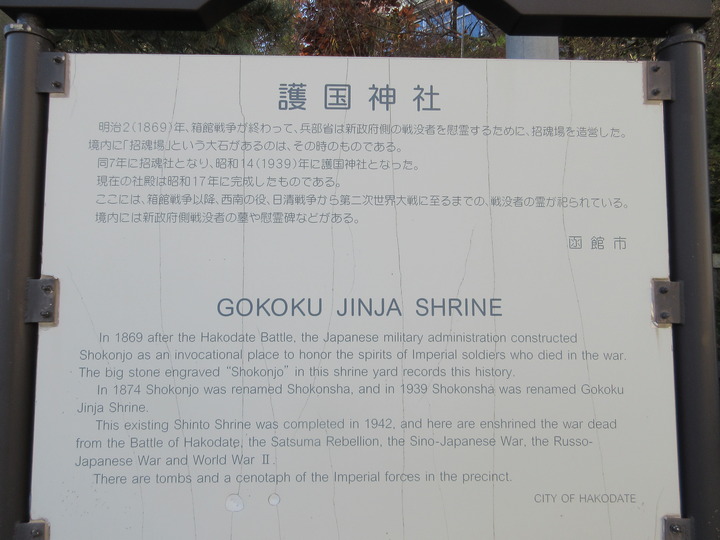 護国神社
明治2(1869)年、箱館戦争が終わって、兵部省は新政府側の戦没者を慰霊するために、招魂場を造営した。
境内に「招魂場」という大石があるのは、その時のものである。
同7年に招魂社となり、昭和14(1939)年に護国神社となった。
現在の社殿は昭和17年に完成したものである。
ここには、箱館戦争以降、西南の役、日清戦争から第二次世界大戦に至るまでの、戦没者の霊が祀られている。
境内には新政府側戦没者の墓や慰霊碑などがある。
函館市
GOKOKU JINJA SHRINE
In 1869 after the Hakodate Battle, the Japanese military administration constructed
Shokonjo as an invocational place to honor the spirits of Imperial soldiers who died in the war.
The big stone engraved “Shokonjo” in this shrine yard records this history.
In 1874 Shokonjo was renamed Shokonsha, and in 1939 Shokonsha was renamed Gokoku
Jinja Shrine.
This existing Shinto Shrine was completed in 1942, and here are enshrined the war dead
from the Battle of Hakodate, the Satsuma Rebellion, the Sino-Japanese War, the Russo-
Japanese War and World War Ⅱ.
There are tombs and a cenotaph of the Imperial forces in the precinct.
CITY OF HAKODATE